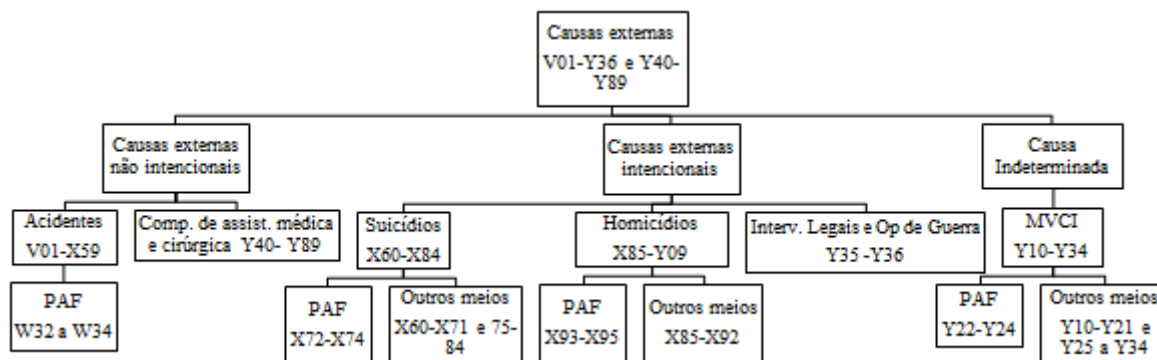 Causas externas
V01-Y36 e Y40-
Y89
Causas externas
não intencionais
Causas externas
intencionais
Causa
Indeterminada
Acidentes
V01-X59
Comp. de assist. médica
e cirúrgica Y40- Y89
Suicídios
X60-X84
Homicídios
X85-Y09
Interv. Legais e Op de Guerra
Y35 -Y36
MVCI
Y10-Y34
PAF
W32 a W34
PAF
X72-X74
Outros meios
X60-X71 e 75-
84
PAF
X93-X95
Outros meios
X85-X92
PAF
Y22-Y24
Outros meios
Y10-Y21 e
Y25 a Y34